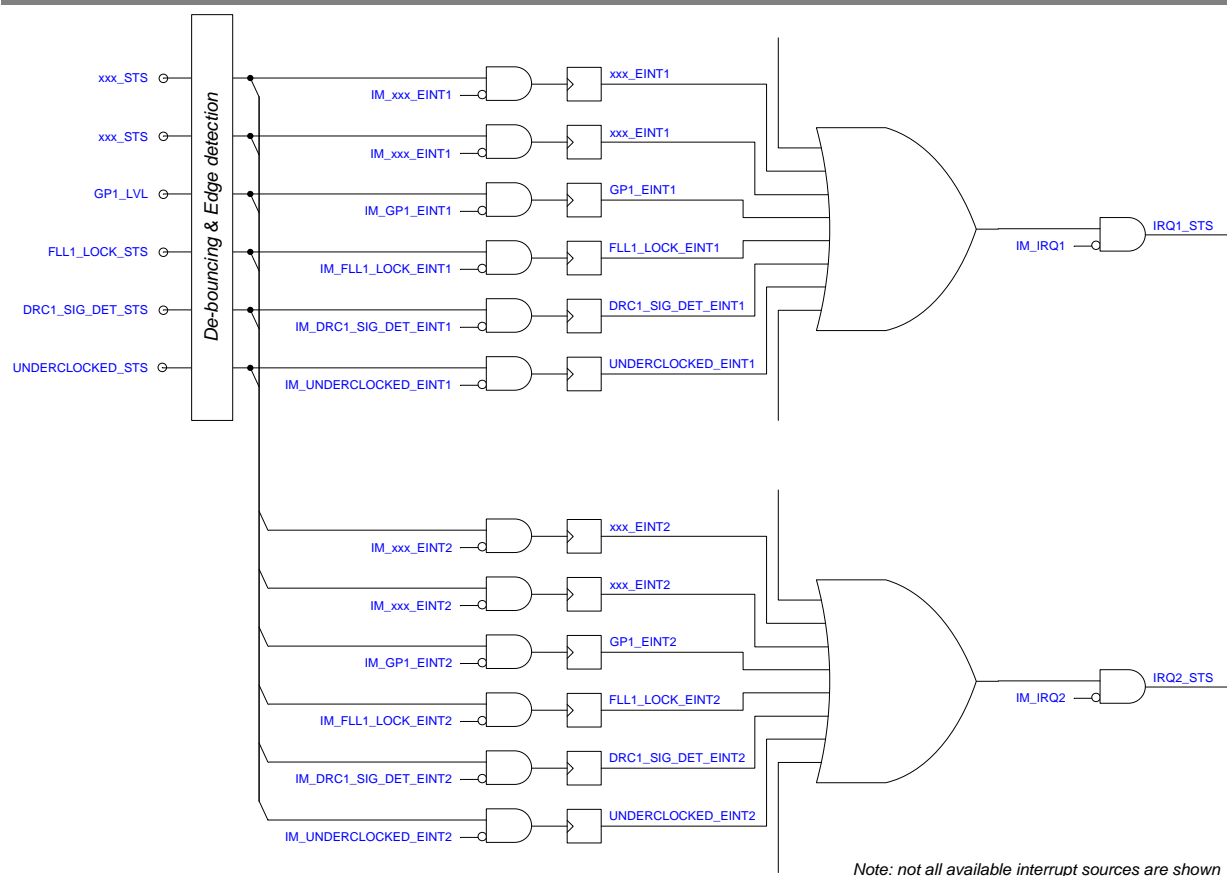 xxx_STS
xxx_STS
GP1_LVL
FLL1_LOCK_STS
DRC1_SIG_DET_STS
UNDERCLOCKED_STS
De-bouncing & Edge detection
IM_xxx_EINT1
xxx_EINT1
IM_xxx_EINT1
xxx_EINT1
IM_GP1_EINT1
GP1_EINT1
IM_FLL1_LOCK_EINT1
FLL1_LOCK_EINT1
IM_DRC1_SIG_DET_EINT1
DRC1_SIG_DET_EINT1
IM_UNDERCLOCKED_EINT1
UNDERCLOCKED_EINT1
IM_IRQ1
IRQ1_STS
IM_xxx_EINT2
xxx_EINT2
IM_xxx_EINT2
xxx_EINT2
IM_GP1_EINT2
GP1_EINT2
IM_FLL1_LOCK_EINT2
FLL1_LOCK_EINT2
IM_DRC1_SIG_DET_EINT2
DRC1_SIG_DET_EINT2
IM_UNDERCLOCKED_EINT2
UNDERCLOCKED_EINT2
IM_IRQ2
IRQ2_STS
Note: not all available interrupt sources are shown